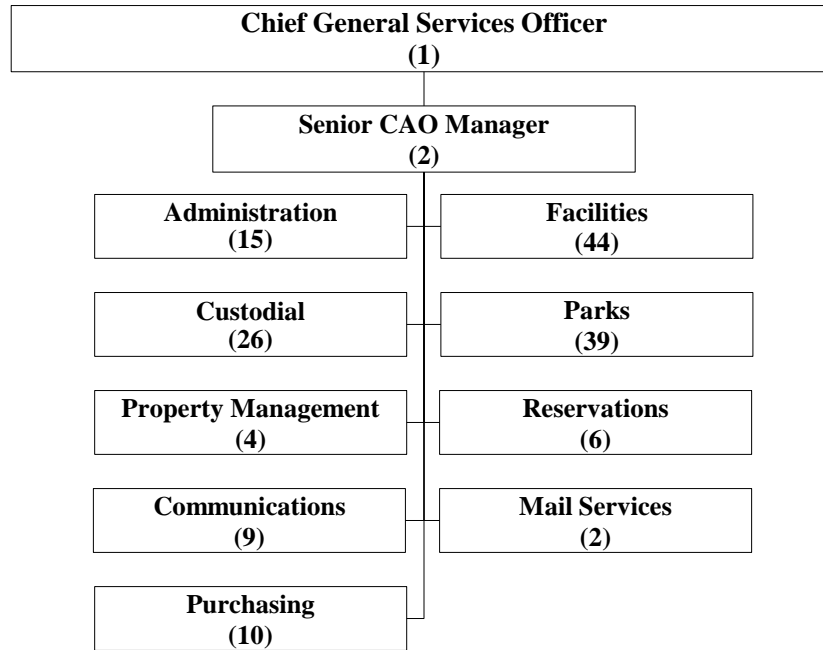 Chief General Services Officer
(1)
Senior CAO Manager
(2)
Administration
(15)
Facilities
(44)
Custodial
(26)
Parks
(39)
Property Management
(4)
Reservations
(6)
Communications
(9)
Mail Services
(2)
Purchasing
(10)